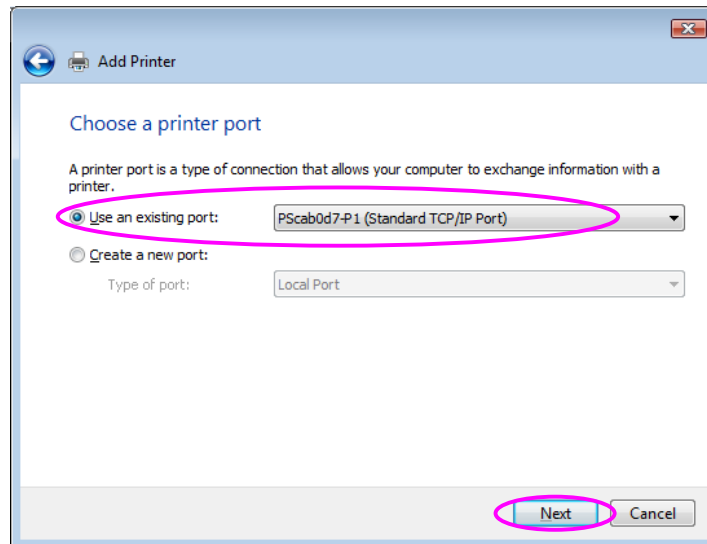 Add Printer
Choose a printer port
A printer port is a type of connection that allows your computer to exchange information with a
printer.
Use an existing port: PScab0d7-P1 (Standard TCP/IP Port)
Create a new port:
Type of port: Local Port
Next Cancel